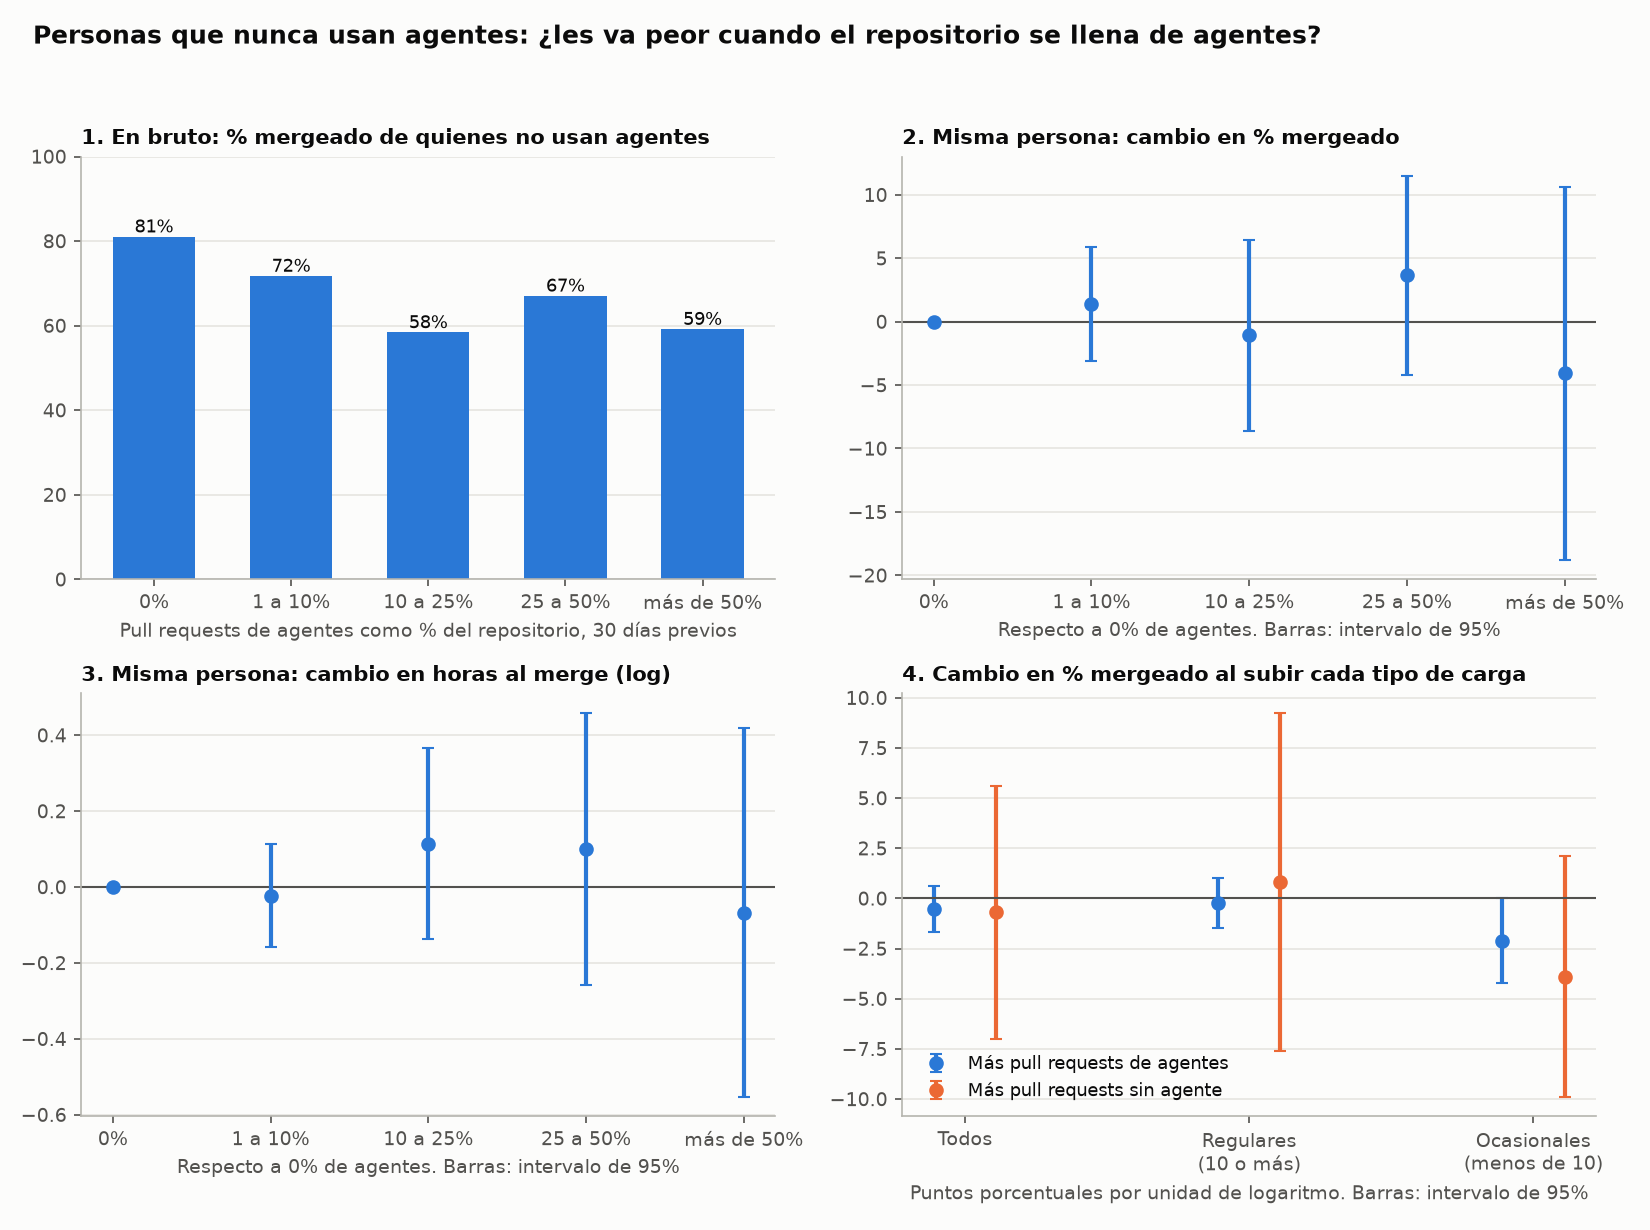 Personas que nunca usan agentes: ¿les va peor cuando el repositorio se llena de agentes?
1. En bruto: % mergeado de quienes no usan agentes
100
80
60
40
20
0
81%
72%
58%
67%
59%
0%
1 a 10%
10 a 25%
25 a 50%
más de 50%
Pull requests de agentes como % del repositorio, 30 días previos
2. Misma persona: cambio en % mergeado
10
5
0
−5
−10
−15
−20
0%
1 a 10%
10 a 25%
25 a 50%
más de 50%
Respecto a 0% de agentes. Barras: intervalo de 95%
3. Misma persona: cambio en horas al merge (log)
0.4
0.2
0.0
−0.2
−0.4
−0.6
0%
1 a 10%
10 a 25%
25 a 50%
más de 50%
Respecto a 0% de agentes. Barras: intervalo de 95%
4. Cambio en % mergeado al subir cada tipo de carga
10.0
7.5
5.0
2.5
0.0
−2.5
−5.0
−7.5
−10.0
Más pull requests de agentes
Más pull requests sin agente
Todos
Regulares
(10 o más)
Ocasionales
(menos de 10)
Puntos porcentuales por unidad de logaritmo. Barras: intervalo de 95%